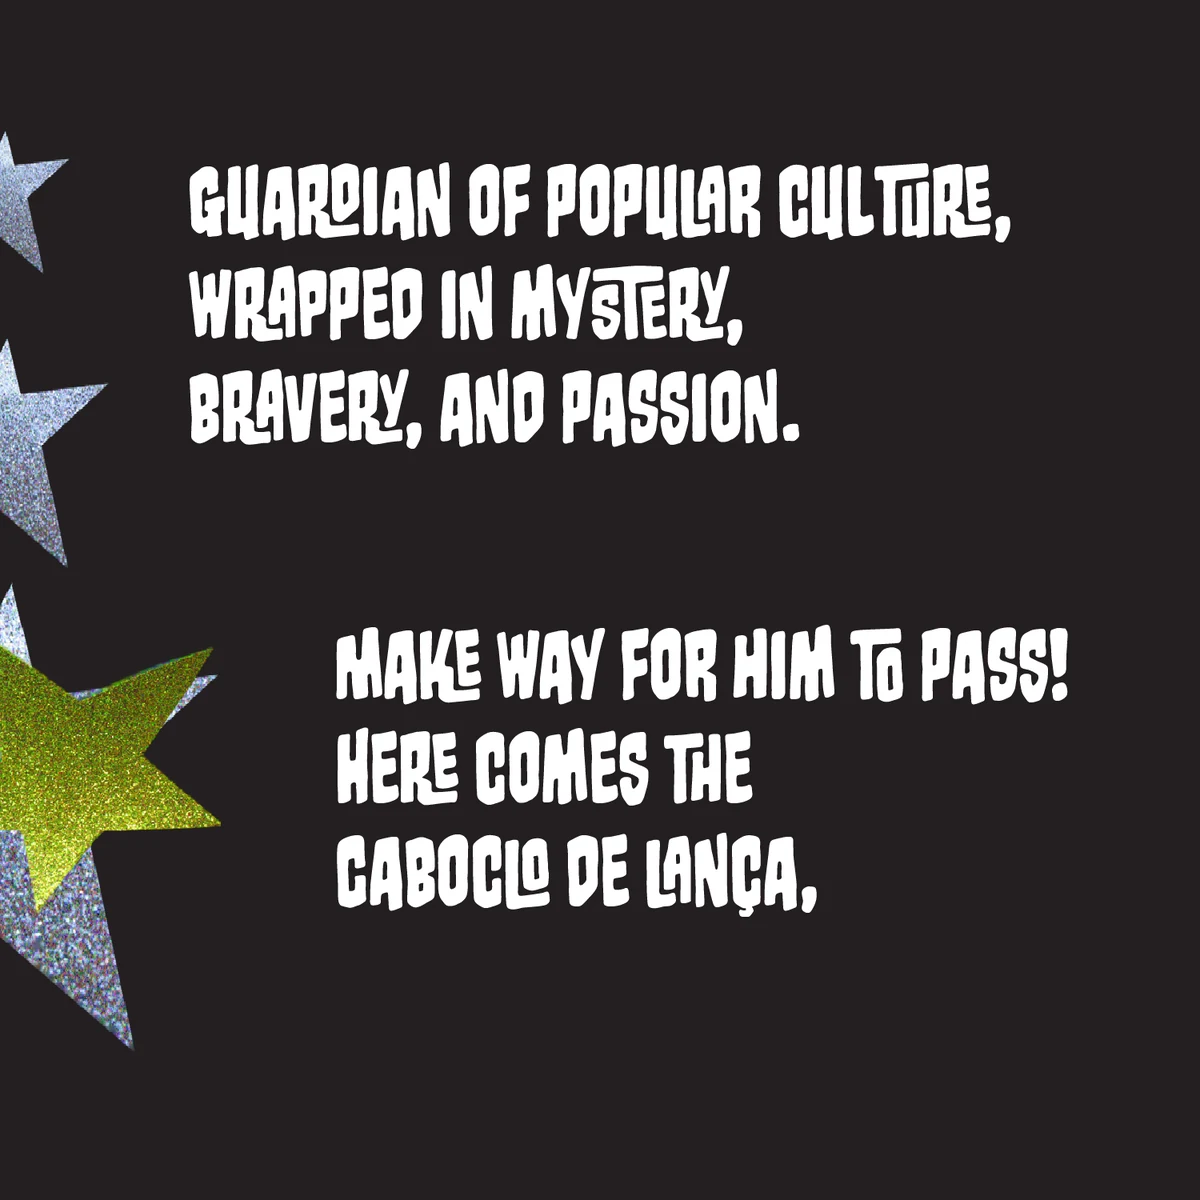 GUARDIAN OF POPULAR CULTURE,
WRAPPED IN MYSTERY,
BRAVERY, AND PASSION.
MAKE WAY FOR HIM TO PASS!
HERE COMES THE
CABOCLO DE LANÇA,